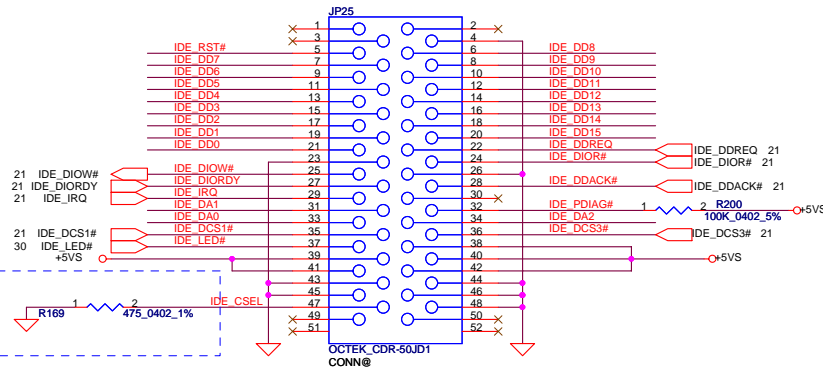 JP25
1 2
3 4
IDE_RST# 5 6 IDE_DD8
IDE_DD7 7 8 IDE_DD9
IDE_DD6 9 10 IDE_DD10
IDE_DD5 11 12 IDE_DD11
IDE_DD4 13 14 IDE_DD12
IDE_DD3 15 16 IDE_DD13
IDE_DD2 17 18 IDE_DD14
IDE_DD1 19 20 IDE_DD15
IDE_DD0 21 22 IDE_DDREQ IDE_DDREQ 21
23 24 IDE_DIOR# IDE_DIOR# 21
21 IDE_DIOW# IDE_DIOW# 25 26
21 IDE_DIORDY IDE_DIORDY 27 28 IDE_DDACK# IDE_DDACK# 21
21 IDE_IRQ IDE_IRQ 29 30
IDE_DA1 31 32 IDE_PDIAG# 1 2 R200 +5VS
100K_0402_5%
IDE_DA0 33 34 IDE_DA2
21 IDE_DCS1# IDE_DCS1# 35 36 IDE_DCS3# IDE_DCS3# 21
30 IDE_LED# IDE_LED# 37 38
+5VS 39 40 +5VS
41 42
43 44
45 46
R169 1 2 475_0402_1% IDE_CSEL 47 48
49 50
51 52
OCTEK_CDR-50JD1
CONN@